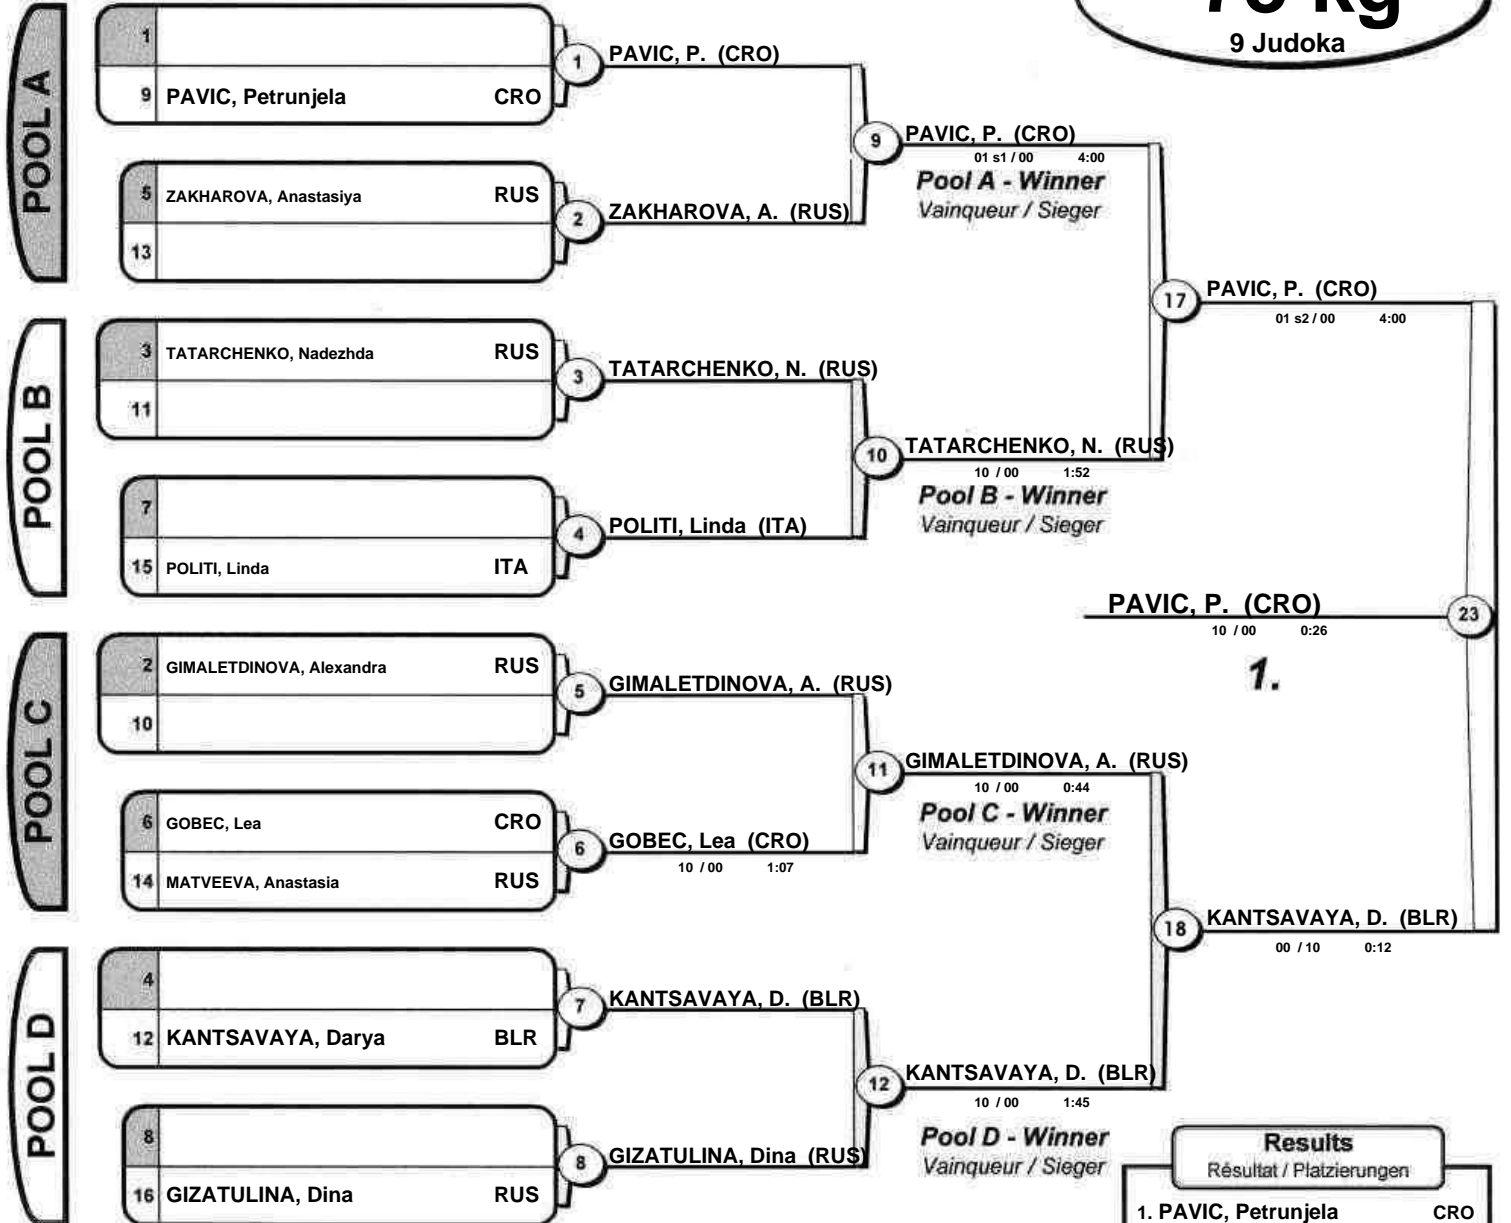 9 Judoka
POOL A
1
9 PAVIC, Petrunjela CRO
1 PAVIC, P. (CRO)
5 ZAKHAROVA, Anastasiya RUS
13
2 ZAKHAROVA, A. (RUS)
9 PAVIC, P. (CRO)
01 s1 / 00 4:00
Pool A - Winner
Vainqueur / Sieger
17 PAVIC, P. (CRO)
01 s2 / 00 4:00
POOL B
3 TATARCHENKO, Nadezhda RUS
11
3 TATARCHENKO, N. (RUS)
7
15 POLITI, Linda ITA
4 POLITI, Linda (ITA)
10 TATARCHENKO, N. (RUS)
10 / 00 1:52
Pool B - Winner
Vainqueur / Sieger
PAVIC, P. (CRO) 23
10 / 00 0:26
1.
POOL C
2 GIMALETDINOVA, Alexandra RUS
10
5 GIMALETDINOVA, A. (RUS)
6 GOBEC, Lea CRO
14 MATVEEVA, Anastasia RUS
6 GOBEC, Lea (CRO)
10 / 00 1:07
11 GIMALETDINOVA, A. (RUS)
10 / 00 0:44
Pool C - Winner
Vainqueur / Sieger
18 KANTSAVAYA, D. (BLR)
00 / 10 0:12
POOL D
4
12 KANTSAVAYA, Darya BLR
7 KANTSAVAYA, D. (BLR)
8
16 GIZATULINA, Dina RUS
8 GIZATULINA, Dina (RUS)
12 KANTSAVAYA, D. (BLR)
10 / 00 1:45
Pool D - Winner
Vainqueur / Sieger
Results
Résultat / Platzierungen
1. PAVIC, Petrunjela CRO